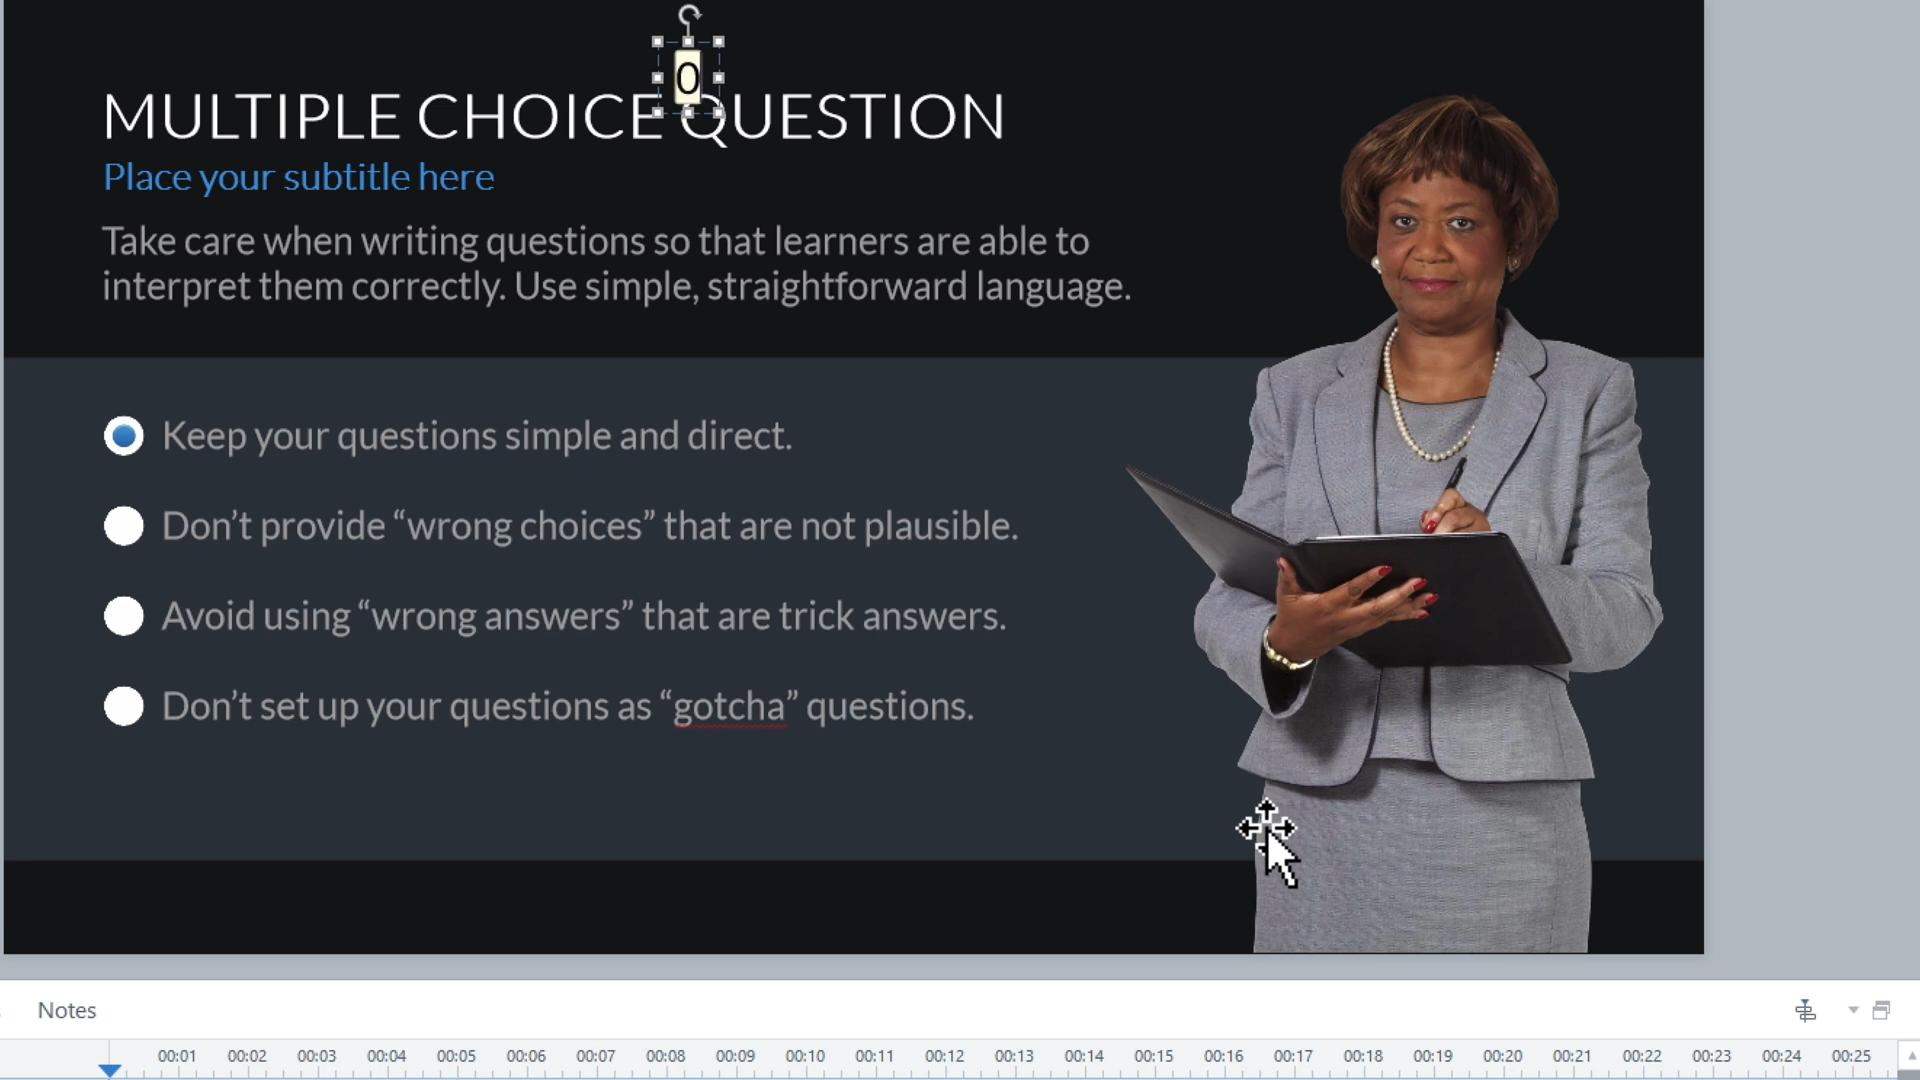 0
MULTIPLE CHOICE QUESTION
Place your subtitle here
Take care when writing questions so that learners are able to
interpret them correctly. Use simple, straightforward language.
Keep your questions simple and direct.
Don’t provide “wrong choices” that are not plausible.
Avoid using “wrong answers” that are trick answers.
Don’t set up your questions as “gotcha” questions.
Notes
00:01 00:02 00:03 00:04 00:05 00:06 00:07 00:08 00:09 00:10 00:11 00:12 00:13 00:14 00:15 00:16 00:17 00:18 00:19 00:20 00:21 00:22 00:23 00:24 00:25